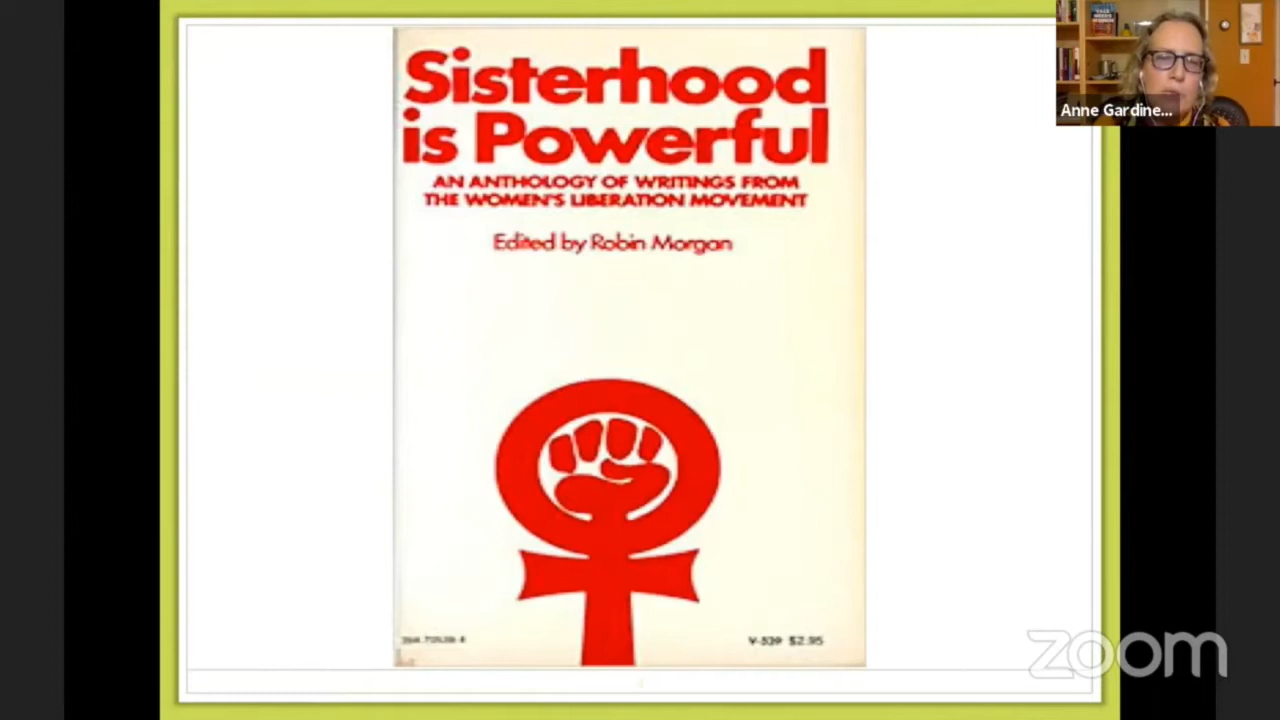 Sisterhood
is Powerful
AN ANTHOLOGY OF WRITINGS FROM
THE WOMEN'S LIBERATION MOVEMENT
Edited by Robin Morgan
V-539 $2.95
Anne Gardine...
zoom